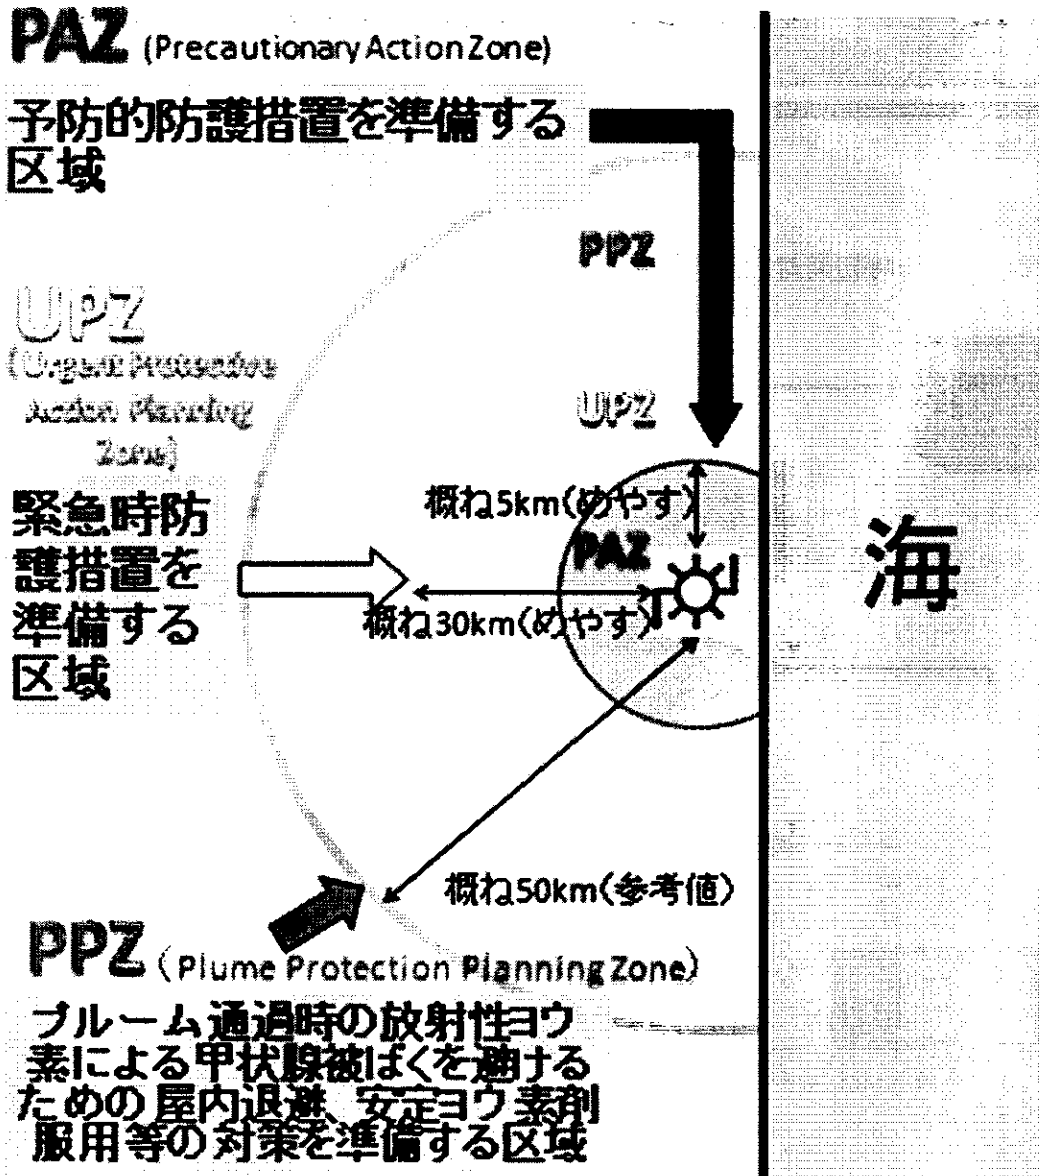 PAZ (Precautionary Action Zone)
予防的防護措置を準備する
区域
PPZ
UPZ
(Urgent Protective
Action Planning
Zone)
UPZ
緊急時防
護措置を
準備する
区域
概ね5km(めやす)
PAZ
海
概ね30km(めやす)
概ね50km(参考値)
PPZ (Plume Protection Planning Zone)
プルーム通過時の放射性ヨウ
素による甲状腺被ばくを避ける
ための屋内退避、安定ヨウ素剤
服用等の対策を準備する区域